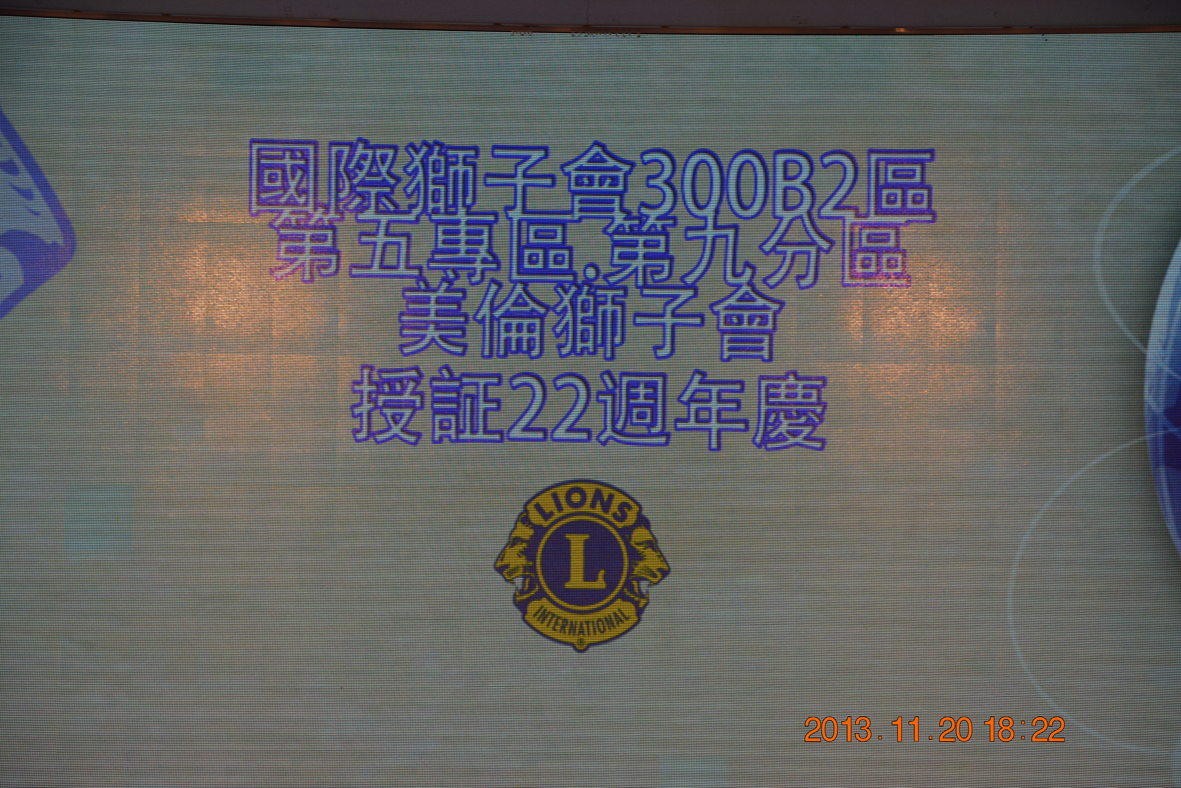 國際獅子會300B2區
第五專區.第九分區
美倫獅子會
授証22週年慶
LIONS
L
INTERNATIONAL
2013.11.20 18:22